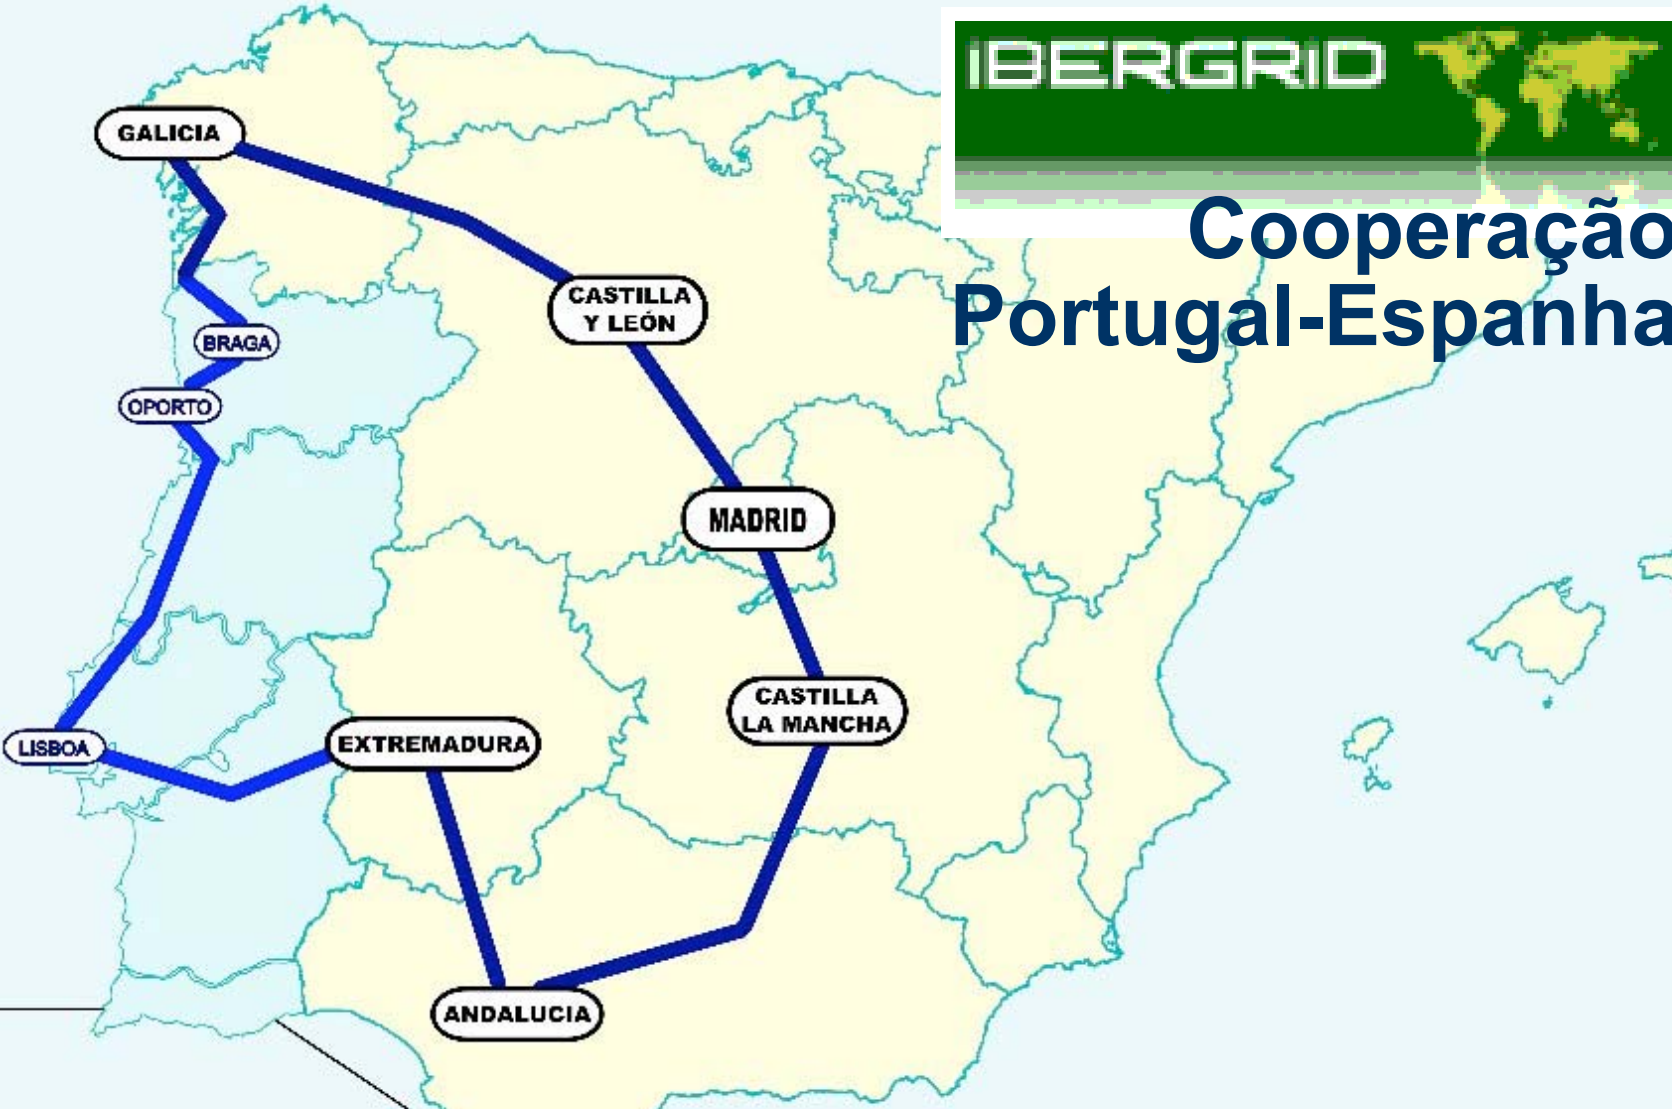 iBERGRiD
Cooperação
Portugal-Espanha
GALICIA
CASTILLA
Y LEÓN
BRAGA
OPORTO
MADRID
CASTILLA
LA MANCHA
LISBOA
EXTREMADURA
ANDALUCIA